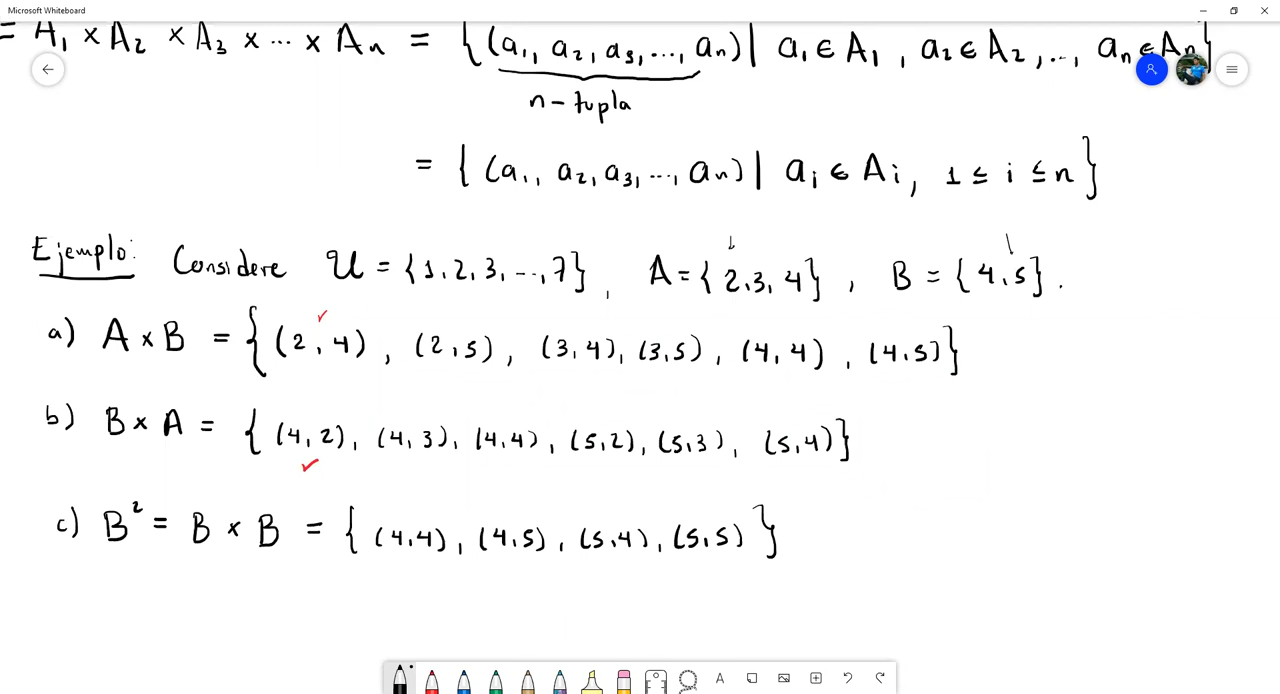 Microsoft Whiteboard
= A₁ × A₂ × A₃ × ... × Aₙ = {(a₁, a₂, a₃, ..., aₙ) | a₁ ∈ A₁ , a₂ ∈ A₂, ..., aₙ ∈ Aₙ}
n-tupla
= {(a₁, a₂, a₃, ..., aₙ) | aᵢ ∈ Aᵢ, 1 ≤ i ≤ n}
Ejemplo: Considere U = {1, 2, 3, ..., 7}, A = {2, 3, 4}, B = {4, 5}.
a) A × B = {(2, 4), (2, 5), (3, 4), (3, 5), (4, 4), (4, 5)}
b) B × A = {(4, 2), (4, 3), (4, 4), (5, 2), (5, 3), (5, 4)}
c) B² = B × B = {(4, 4), (4, 5), (5, 4), (5, 5)}